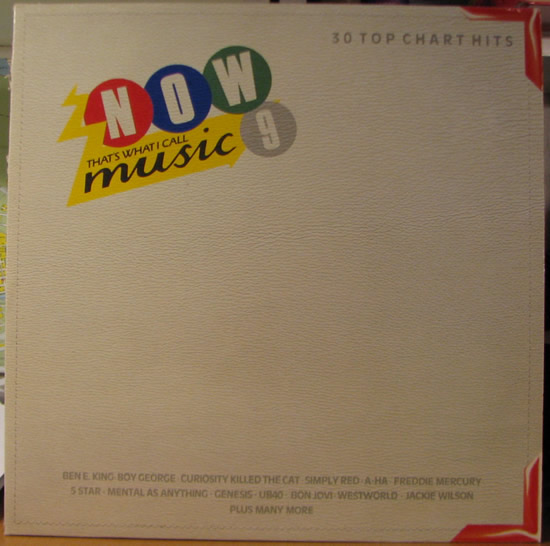 30 TOP CHART HITS
NOW
THAT'S WHAT I CALL
music 9
BEN E. KING· BOY GEORGE · CURIOSITY KILLED THE CAT · SIMPLY RED · A-HA · FREDDIE MERCURY
5 STAR · MENTAL AS ANYTHING · GENESIS · UB40 · BON JOVI · WESTWORLD · JACKIE WILSON
PLUS MANY MORE